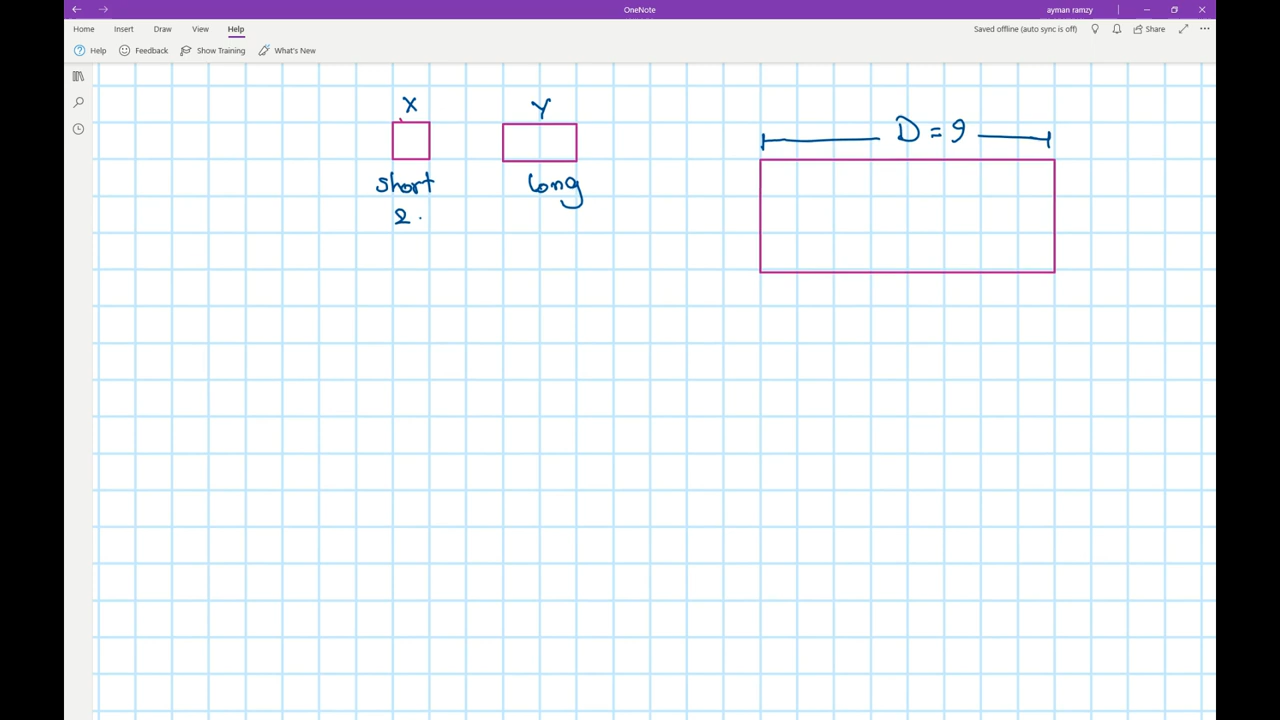 OneNote
ayman ramzy
Home Insert Draw View Help
Saved offline (auto sync is off) Share
Help Feedback Show Training What's New
X Y
D = 9
short long
2.